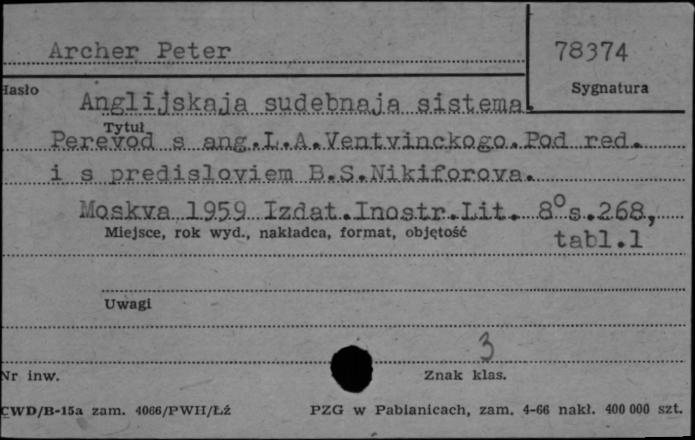 Archer Peter
78374
Hasło
Sygnatura
Anglijskaja sudebnaja sistema.
Tytuł
Perevod s ang.L.A.Ventvinckogo.Pod red.
i s predisloviem B.S.Nikiforova.
Moskva 1959 Izdat.Inostr.Lit. 8°s.268,
Miejsce, rok wyd., nakładca, format, objętość
tabl.1
Uwagi
3
Nr inw.
Znak klas.
CWD/B-15a zam. 4066/PWH/Łź
PZG w Pabianicach, zam. 4-66 nakł. 400 000 szt.